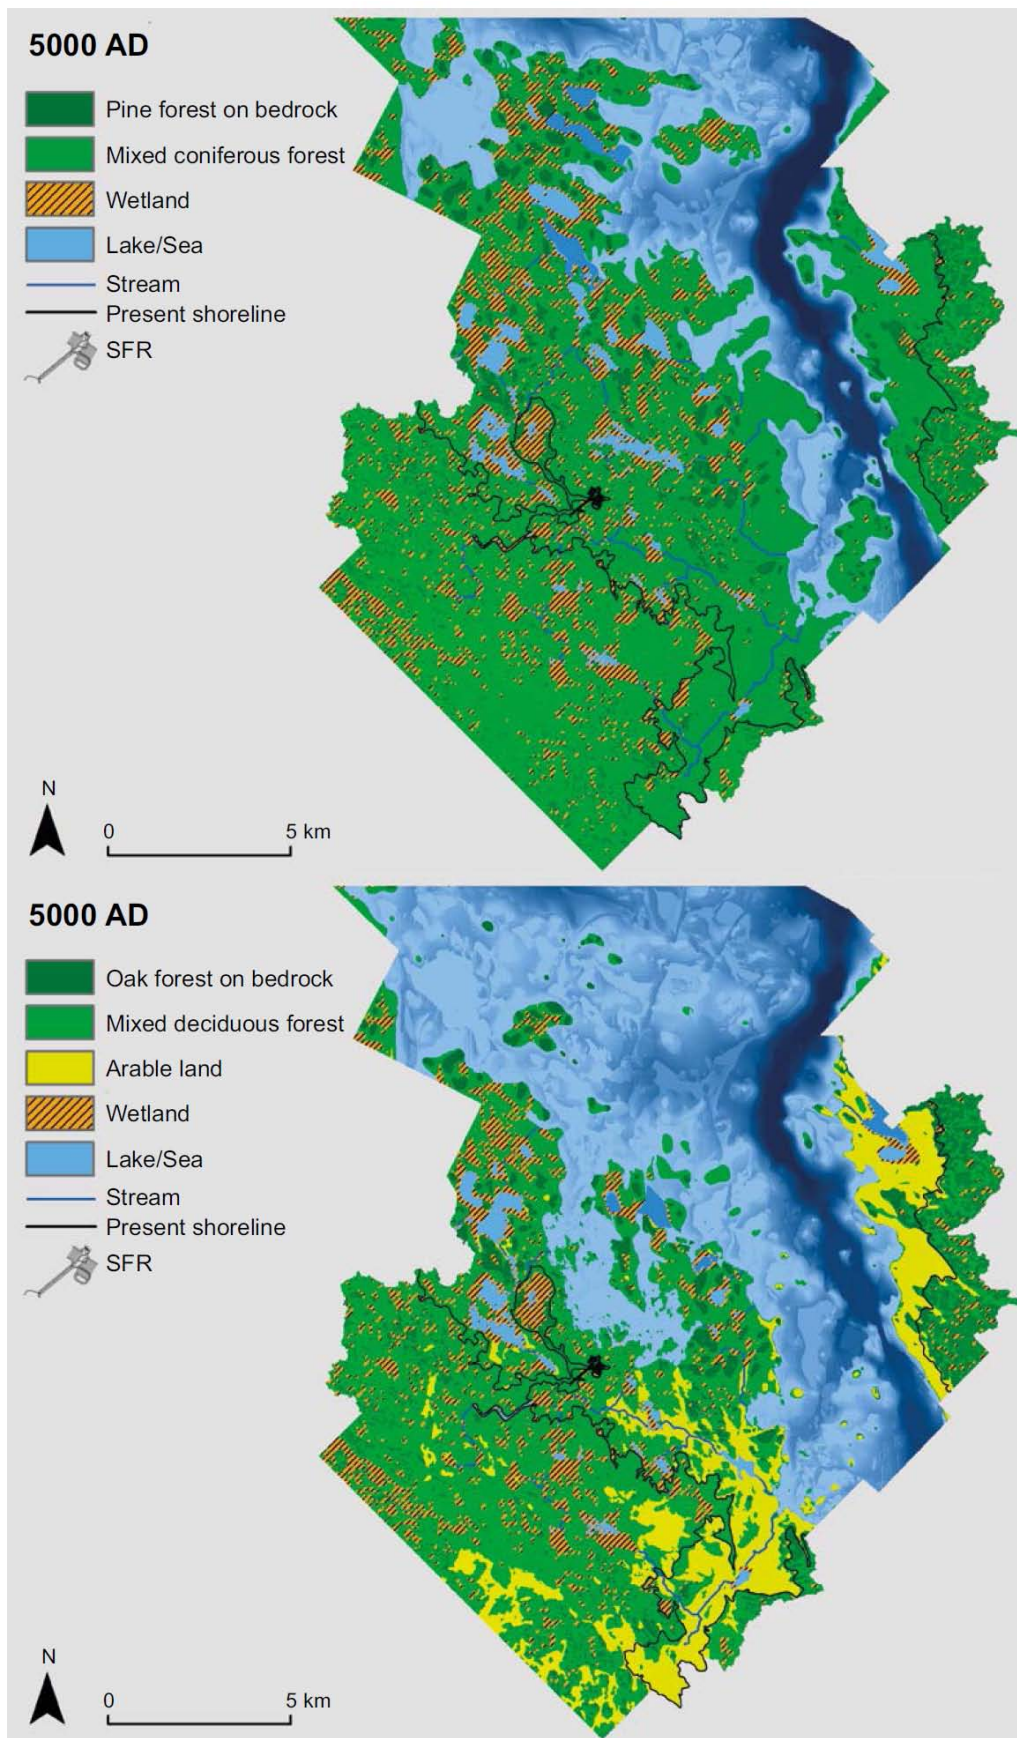 5000 AD
Pine forest on bedrock
Mixed coniferous forest
Wetland
Lake/Sea
Stream
Present shoreline
SFR
N
0 5 km
5000 AD
Oak forest on bedrock
Mixed deciduous forest
Arable land
Wetland
Lake/Sea
Stream
Present shoreline
SFR
N
0 5 km